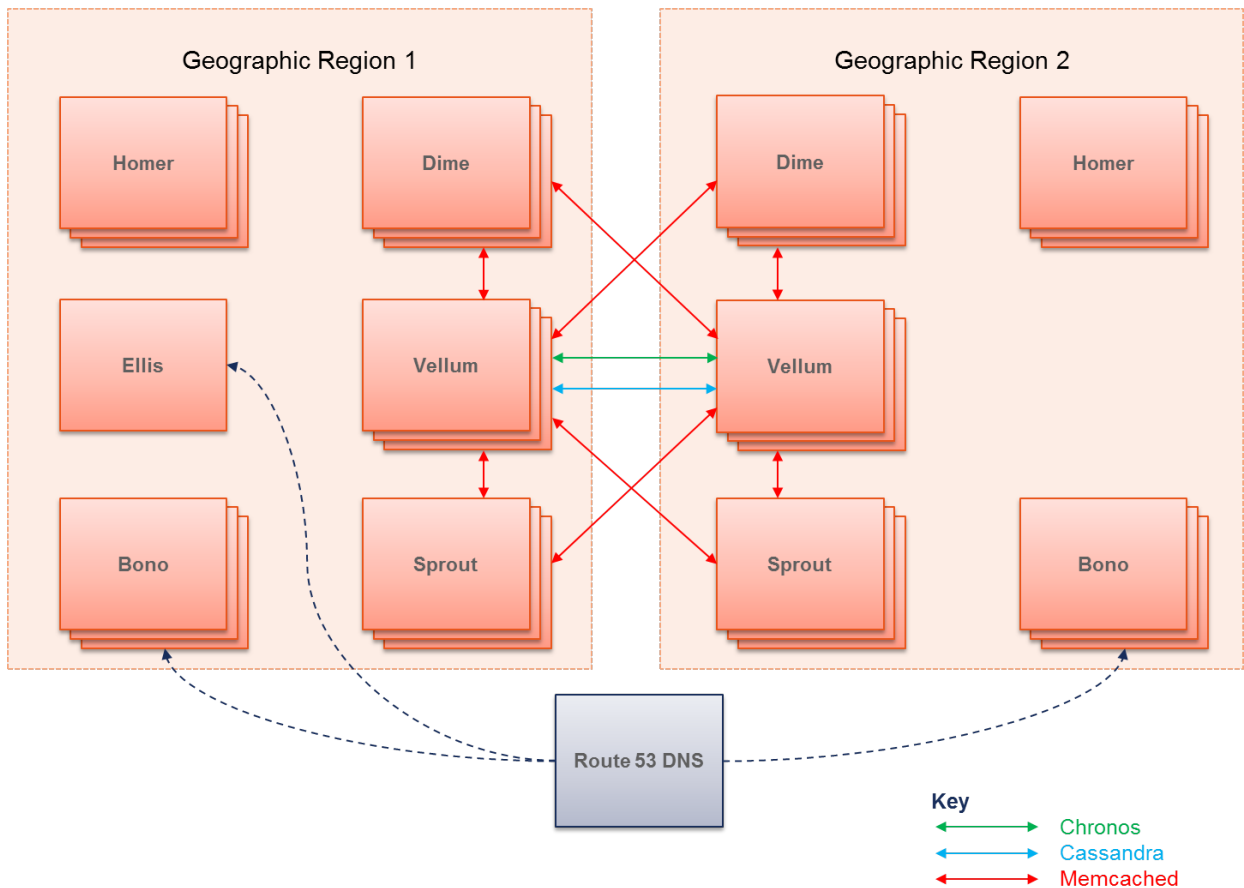 Geographic Region 1
Geographic Region 2
Homer
Dime
Dime
Homer
Ellis
Vellum
Vellum
Bono
Sprout
Sprout
Bono
Route 53 DNS
Key
Chronos
Cassandra
Memcached